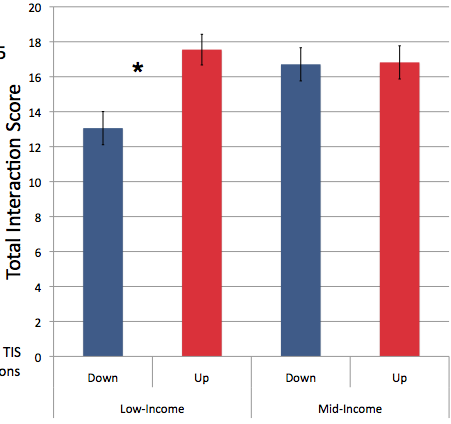 20
18
16
14
12
10
8
6
4
2
0
Total Interaction Score
*
TIS
ons
Down
Up
Down
Up
Low-Income
Mid-Income